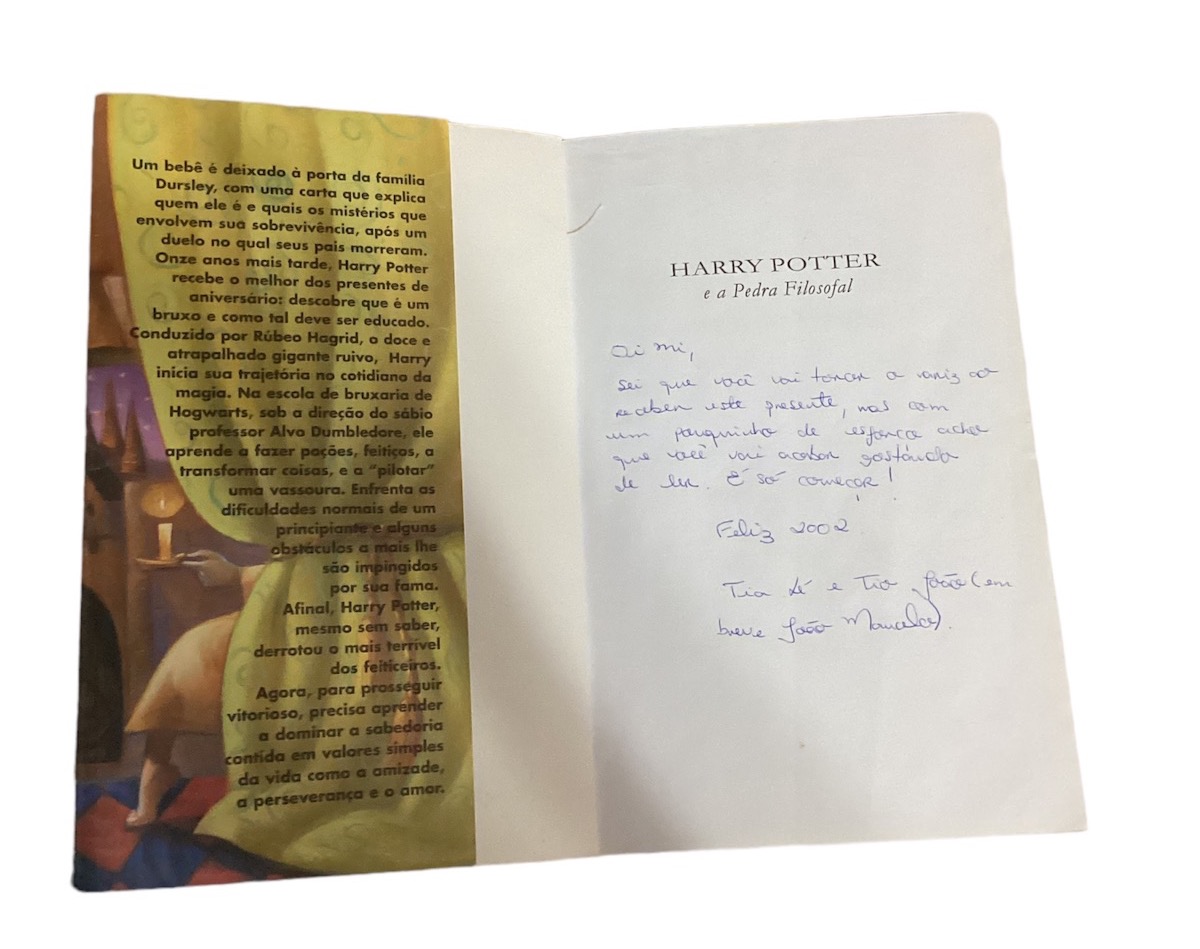 Um bebê é deixado à porta da família
Dursley, com uma carta que explica
quem ele é e quais os mistérios que
envolvem sua sobrevivência, após um
duelo no qual seus pais morreram.
Onze anos mais tarde, Harry Potter
recebe o melhor dos presentes de
aniversário: descobre que é um
bruxo e como tal deve ser educado.
Conduzido por Rúbeo Hagrid, o doce e
atrapalhado gigante ruivo, Harry
inicia sua trajetória no cotidiano da
magia. Na escola de bruxaria de
Hogwarts, sob a direção do sábio
professor Alvo Dumbledore, ele
aprende a fazer poções, feitiços, a
transformar coisas, e a "pilotar"
uma vassoura. Enfrenta as
dificuldades normais de um
principiante e alguns
obstáculos a mais lhe
são impingidos
por sua fama.
Afinal, Harry Potter,
mesmo sem saber,
derrotou o mais terrível
dos feiticeiros.
Agora, para prosseguir
vitorioso, precisa aprender
a dominar a sabedoria
contida em valores simples
da vida como a amizade,
a perseverança e o amor.
HARRY POTTER
e a Pedra Filosofal
Oi Mi,
sei que você vai torcer o nariz ao
receber este presente, mas com
um pouquinho de esforço acho
que você vai acabar gostando
de ler. É só começar!
Feliz 2002
Tia Lé e Tio João (em
breve João Marcelo).